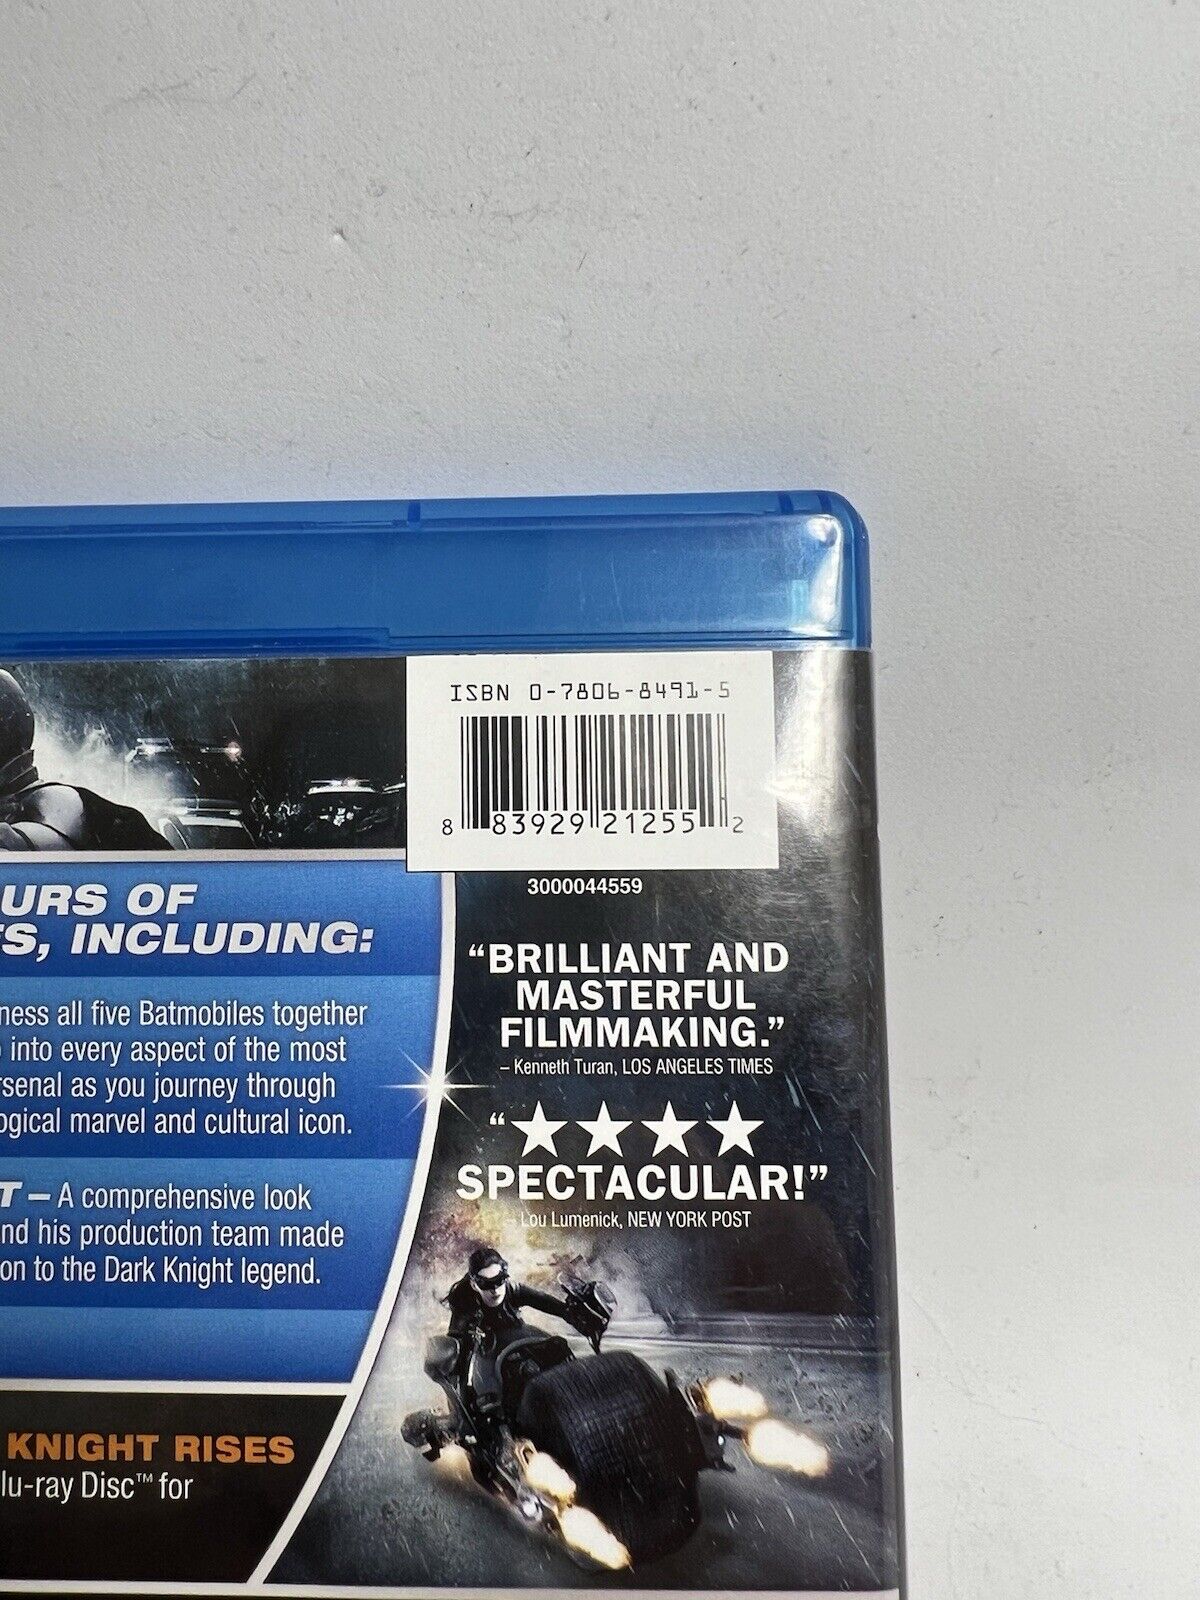 ISBN 0-7806-8491-5
8 83929 21255 2
3000044559
URS OF
S, INCLUDING:
ness all five Batmobiles together
into every aspect of the most
rsenal as you journey through
ogical marvel and cultural icon.
T – A comprehensive look
nd his production team made
on to the Dark Knight legend.
KNIGHT RISES
lu-ray Disc™ for
“BRILLIANT AND
MASTERFUL
FILMMAKING.”
– Kenneth Turan, LOS ANGELES TIMES
“★★★★
SPECTACULAR!”
– Lou Lumenick, NEW YORK POST